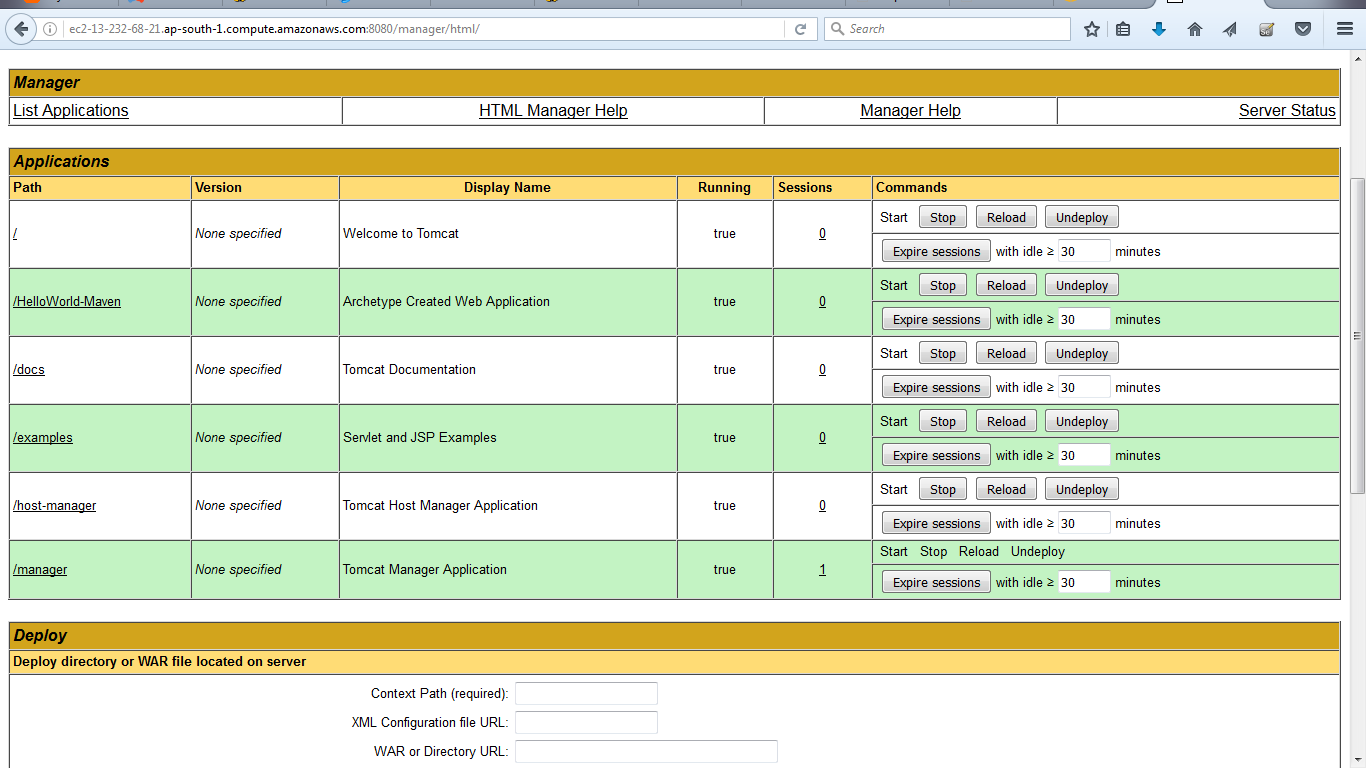 ec2-13-232-68-21.ap-south-1.compute.amazonaws.com:8080/manager/html/
Search
Manager
List Applications HTML Manager Help Manager Help Server Status
Applications
Path Version Display Name Running Sessions Commands
/ None specified Welcome to Tomcat true 0 Start Stop Reload Undeploy
Expire sessions with idle ≥ 30 minutes
/HelloWorld-Maven None specified Archetype Created Web Application true 0 Start Stop Reload Undeploy
Expire sessions with idle ≥ 30 minutes
/docs None specified Tomcat Documentation true 0 Start Stop Reload Undeploy
Expire sessions with idle ≥ 30 minutes
/examples None specified Servlet and JSP Examples true 0 Start Stop Reload Undeploy
Expire sessions with idle ≥ 30 minutes
/host-manager None specified Tomcat Host Manager Application true 0 Start Stop Reload Undeploy
Expire sessions with idle ≥ 30 minutes
/manager None specified Tomcat Manager Application true 1 Start Stop Reload Undeploy
Expire sessions with idle ≥ 30 minutes
Deploy
Deploy directory or WAR file located on server
Context Path (required):
XML Configuration file URL:
WAR or Directory URL: